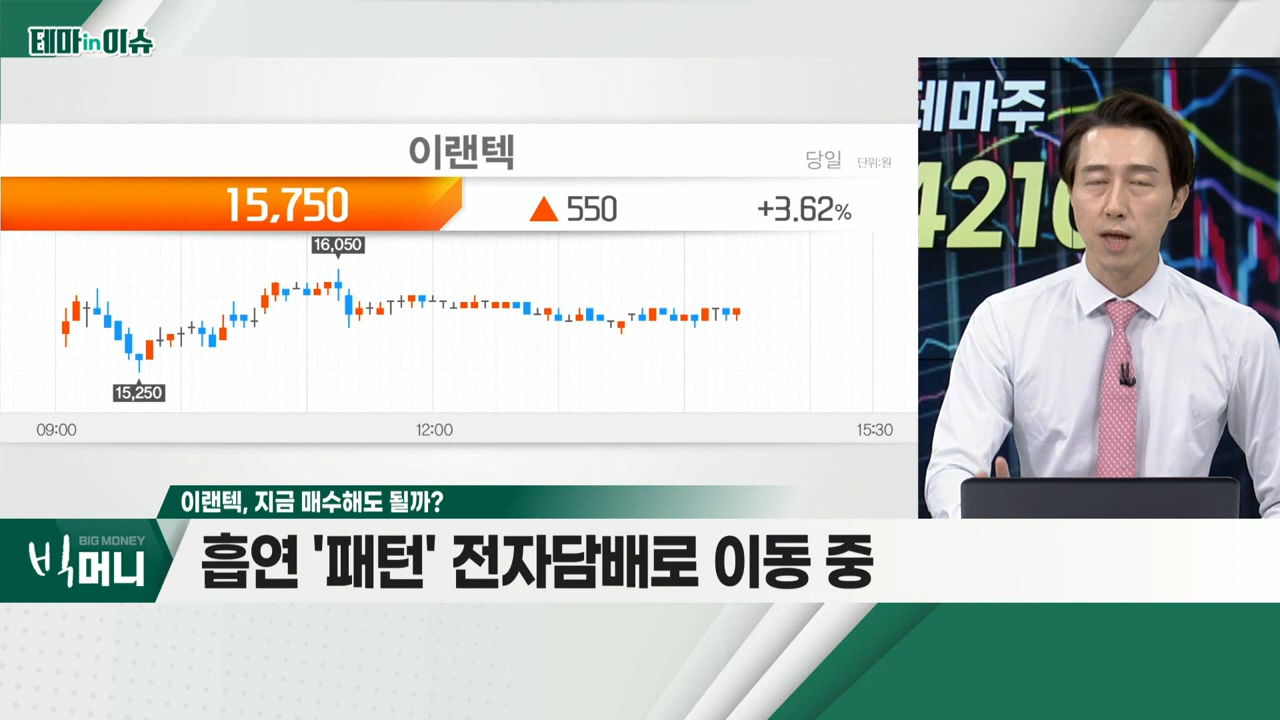 테마in이슈
이랜텍
당일 단위:원
15,750 ▲ 550 +3.62%
16,050
15,250
09:00 12:00 15:30
테마주
421
이랜텍, 지금 매수해도 될까?
BIG MONEY
빅머니
흡연 '패턴' 전자담배로 이동 중